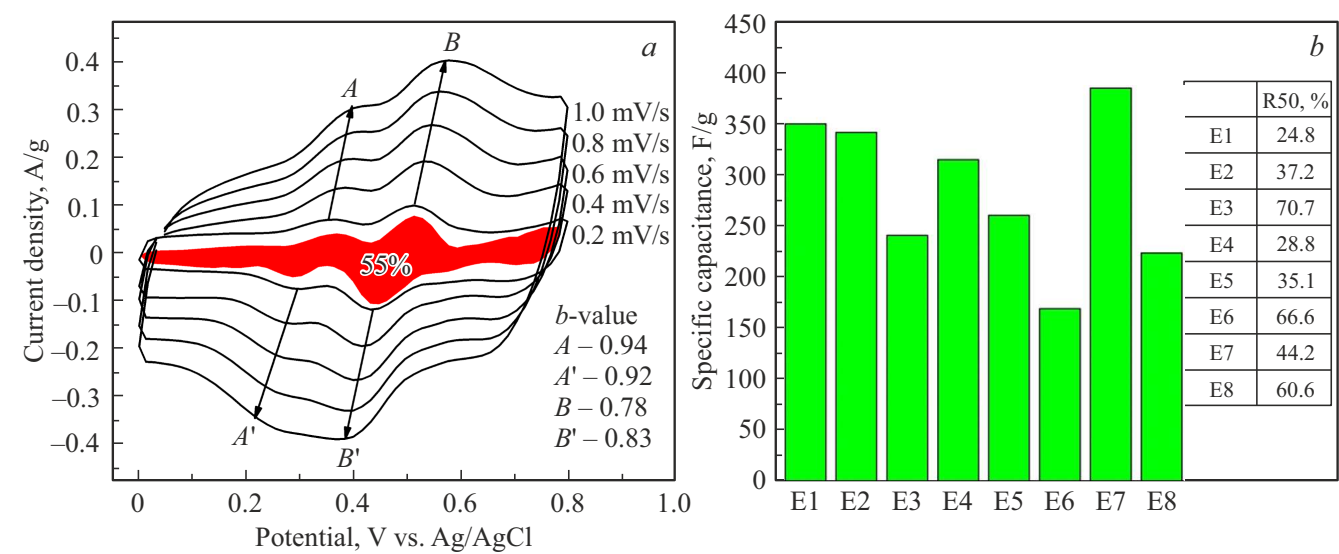 a
Current density, A/g
0.4
0.3
0.2
0.1
0
–0.1
–0.2
–0.3
–0.4
A
B
1.0 mV/s
0.8 mV/s
0.6 mV/s
0.4 mV/s
0.2 mV/s
55%
A'
B'
b-value
A – 0.94
A' – 0.92
B – 0.78
B' – 0.83
0 0.2 0.4 0.6 0.8 1.0
Potential, V vs. Ag/AgCl
b
Specific capacitance, F/g
450
400
350
300
250
200
150
100
50
0
E1 E2 E3 E4 E5 E6 E7 E8
R50, %
E1 24.8
E2 37.2
E3 70.7
E4 28.8
E5 35.1
E6 66.6
E7 44.2
E8 60.6